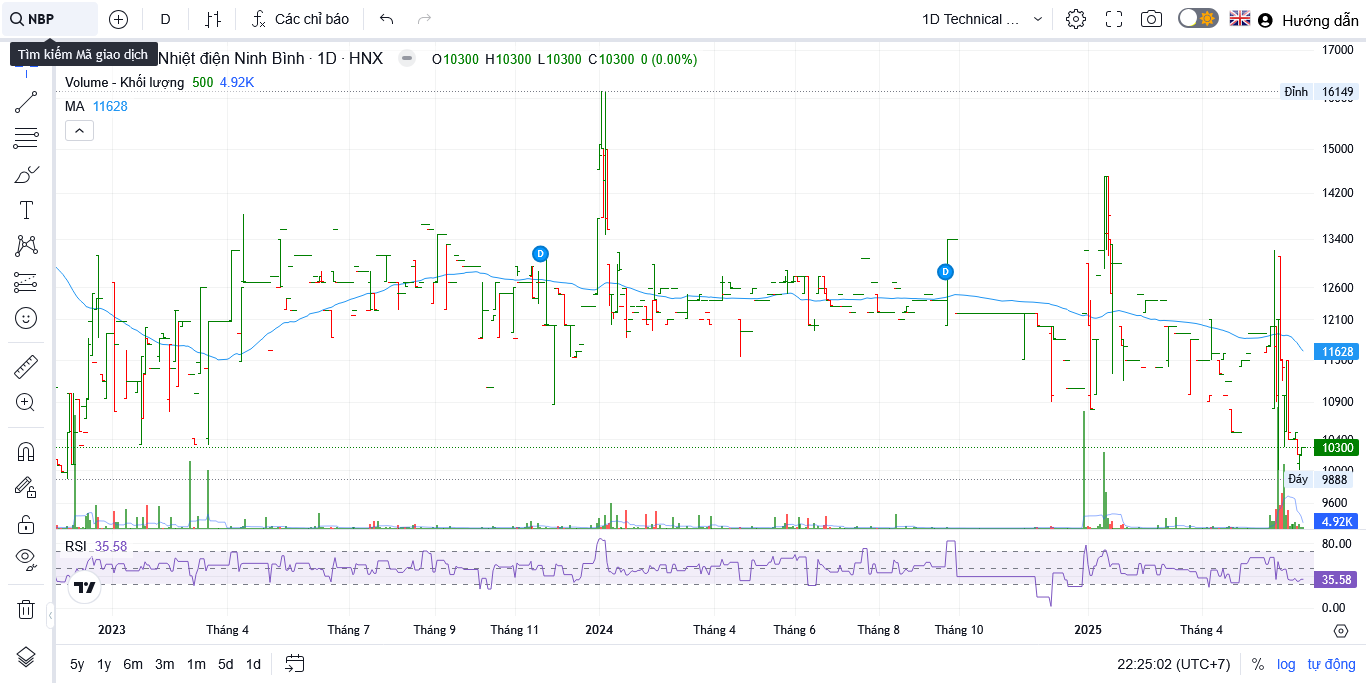 NBP D Các chỉ báo 1D Technical ... Hướng dẫn
Tìm kiếm Mã giao dịch
Nhiệt điện Ninh Bình · 1D · HNX O10300 H10300 L10300 C10300 0 (0.00%)
Volume - Khối lượng 500 4.92K
MA 11628
17000
Đỉnh 16149
15000
14200
13400
D
D
12600
12100
11628
10900
10300
Đáy 9888
9600
4.92K
RSI 35.58
80.00
35.58
0.00
2023 Tháng 4 Tháng 7 Tháng 9 Tháng 11 2024 Tháng 4 Tháng 6 Tháng 8 Tháng 10 2025 Tháng 4
5y 1y 6m 3m 1m 5d 1d 22:25:02 (UTC+7) % log tự động